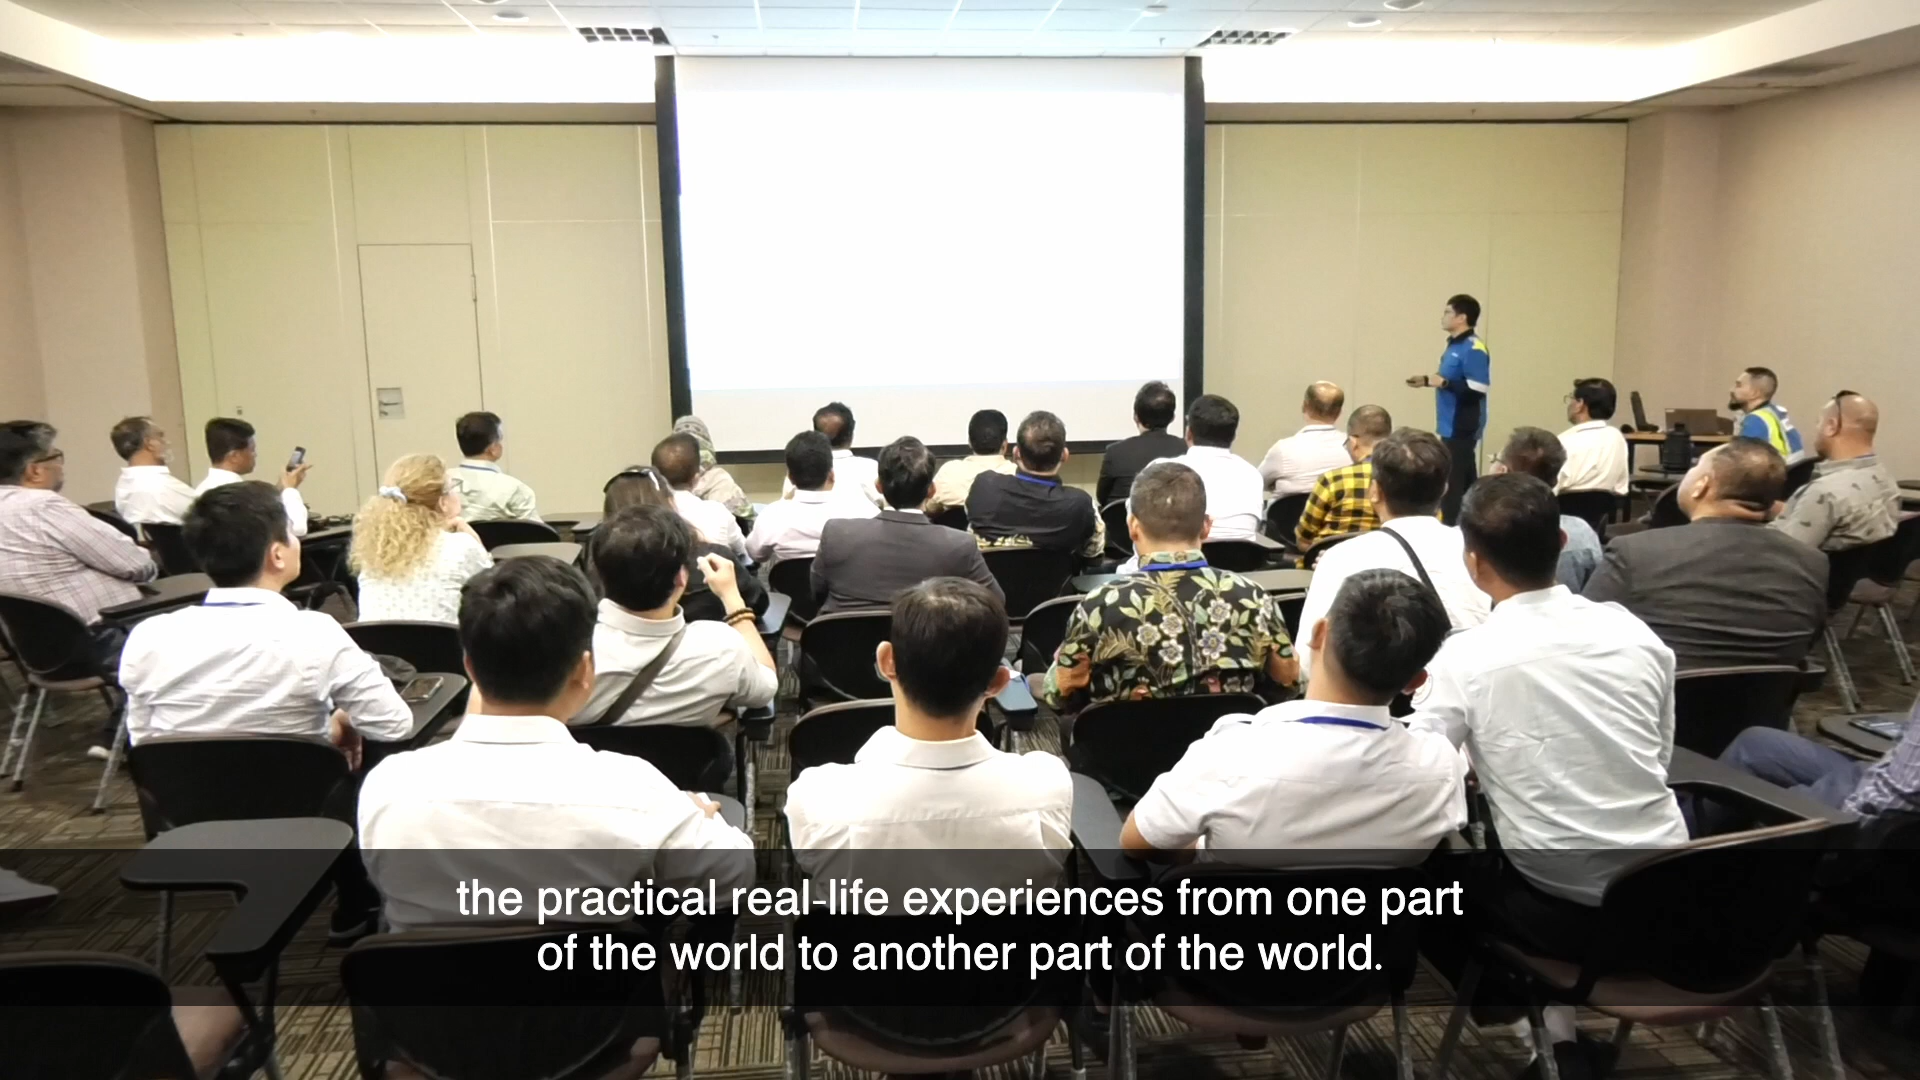 the practical real-life experiences from one part
of the world to another part of the world.